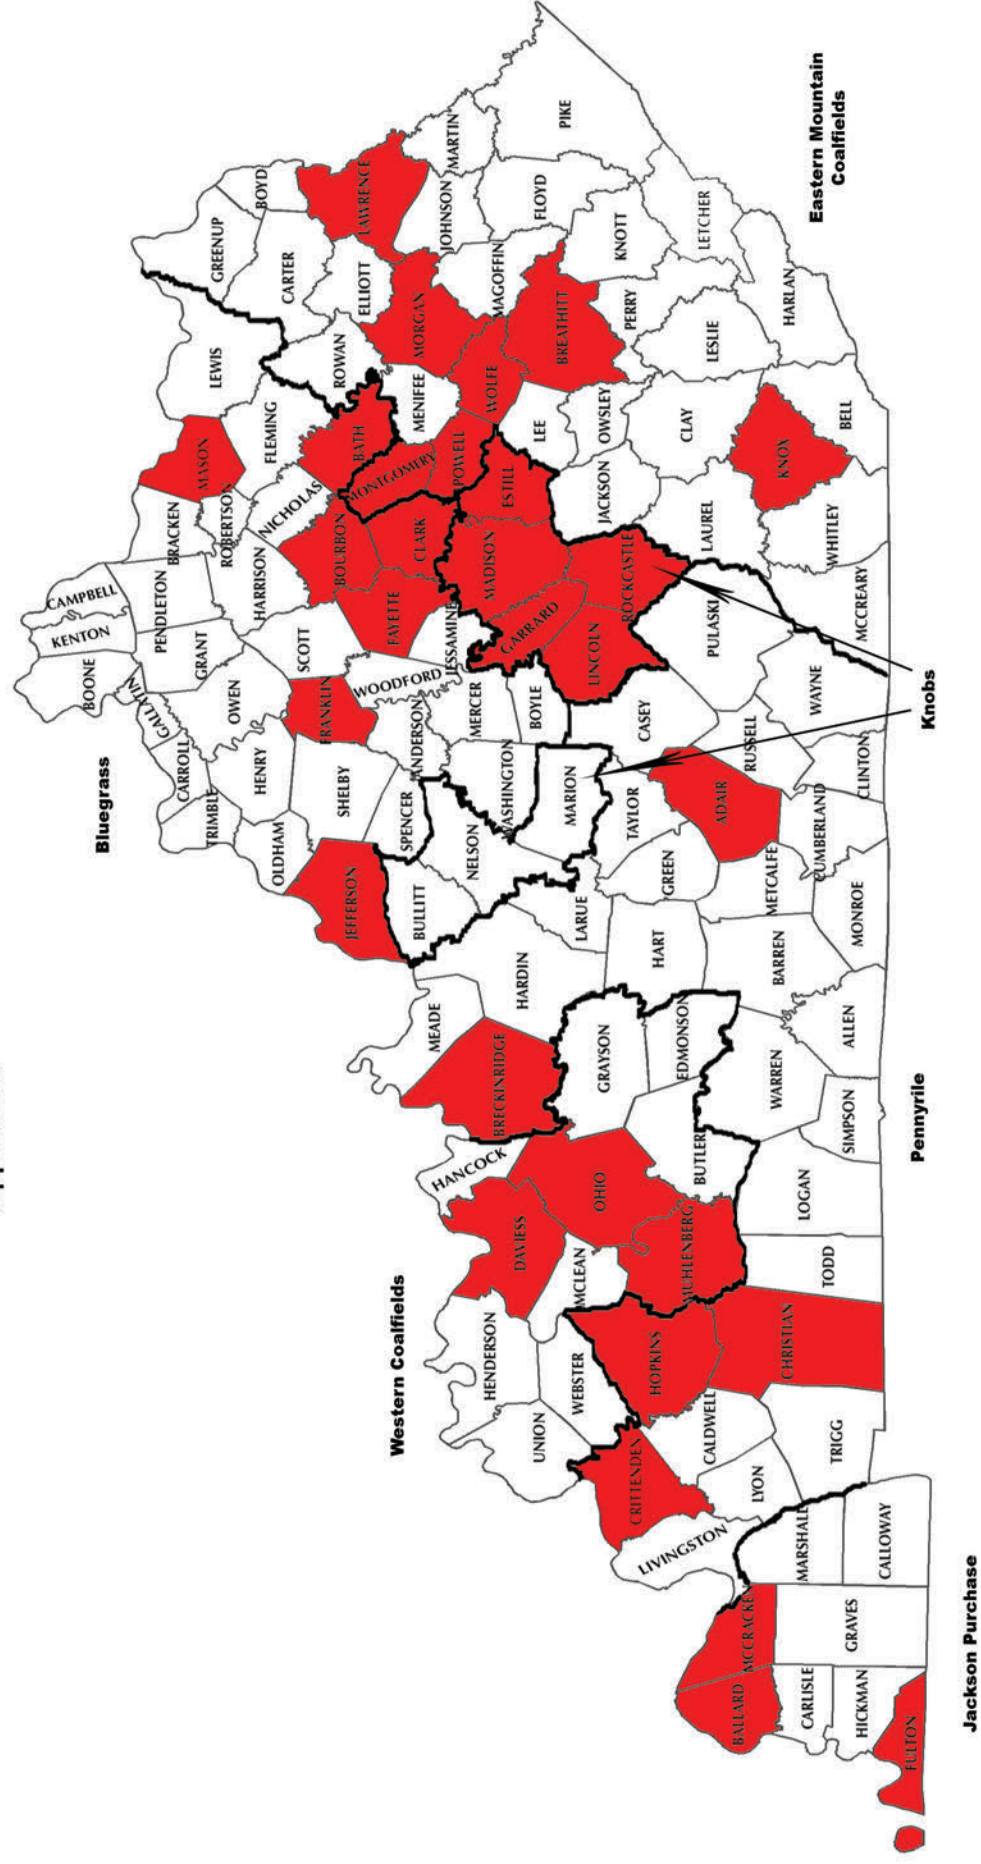 Bluegrass
Western Coalfields
Eastern Mountain
Coalfields
Knobs
Pennyrile
Jackson Purchase
BOONE
KENTON
CAMPBELL
GALLATIN
CARROLL
TRIMBLE
OWEN
GRANT
PENDLETON
BRACKEN
MASON
ROBERTSON
LEWIS
GREENUP
BOYD
OLDHAM
HENRY
FRANKLIN
SCOTT
HARRISON
NICHOLAS
FLEMING
CARTER
LAWRENCE
JEFFERSON
SHELBY
WOODFORD
FAYETTE
BOURBON
BATH
ROWAN
ELLIOTT
BULLITT
SPENCER
ANDERSON
JESSAMINE
CLARK
MONTGOMERY
MENIFEE
MORGAN
JOHNSON
MARTIN
MEADE
NELSON
WASHINGTON
MERCER
MADISON
POWELL
WOLFE
MAGOFFIN
BRECKINRIDGE
HARDIN
BOYLE
GARRARD
ESTILL
LEE
BREATHITT
FLOYD
PIKE
HANCOCK
DAVIESS
HENDERSON
UNION
WEBSTER
MCLEAN
OHIO
GRAYSON
LARUE
MARION
LINCOLN
ROCKCASTLE
JACKSON
OWSLEY
PERRY
KNOTT
CRITTENDEN
HOPKINS
MUHLENBERG
BUTLER
EDMONSON
HART
GREEN
TAYLOR
CASEY
PULASKI
LAUREL
CLAY
LESLIE
LETCHER
LIVINGSTON
LYON
CALDWELL
CHRISTIAN
TODD
LOGAN
WARREN
BARREN
METCALFE
ADAIR
RUSSELL
WAYNE
KNOX
HARLAN
BALLARD
MCCRACKEN
MARSHALL
TRIGG
SIMPSON
ALLEN
MONROE
CUMBERLAND
CLINTON
MCCREARY
WHITLEY
BELL
CARLISLE
GRAVES
CALLOWAY
HICKMAN
FULTON